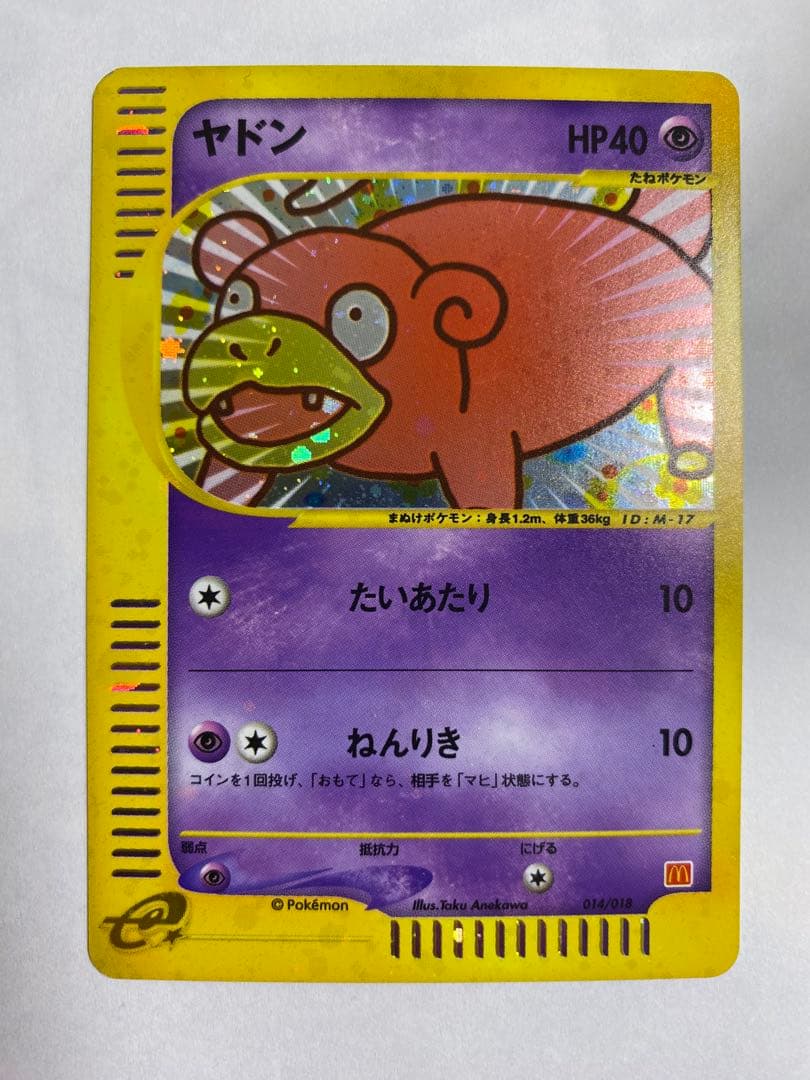 ヤドン HP40
たねポケモン
まぬけポケモン：身長1.2m、体重36kg ID:M-17
たいあたり 10
ねんりき 10
コインを1回投げ、「おもて」なら、相手を「マヒ」状態にする。
弱点 抵抗力 にげる
©Pokémon Illus.Taku Anekawa 014/018
e